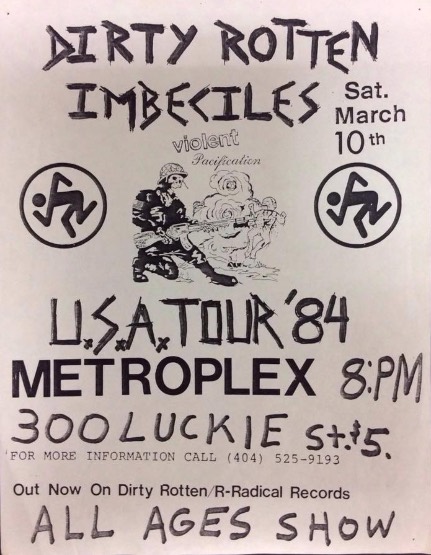 DIRTY ROTTEN
IMBECILES
Sat.
March
10th
violent
Pacification
U.S.A. TOUR '84
METROPLEX 8:PM
300 LUCKIE St. $5.
FOR MORE INFORMATION CALL (404) 525-9193
Out Now On Dirty Rotten/R-Radical Records
ALL AGES SHOW